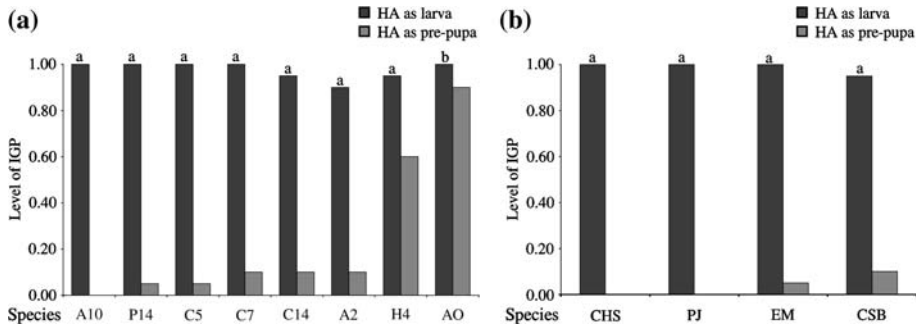 (a)
HA as larva
HA as pre-pupa
a a a a a a a b
1.00
0.80
0.60
0.40
0.20
0.00
Level of IGP
Species A10 P14 C5 C7 C14 A2 H4 AO
(b)
HA as larva
HA as pre-pupa
a a a a
1.00
0.80
0.60
0.40
0.20
0.00
Level of IGP
Species CHS PJ EM CSB